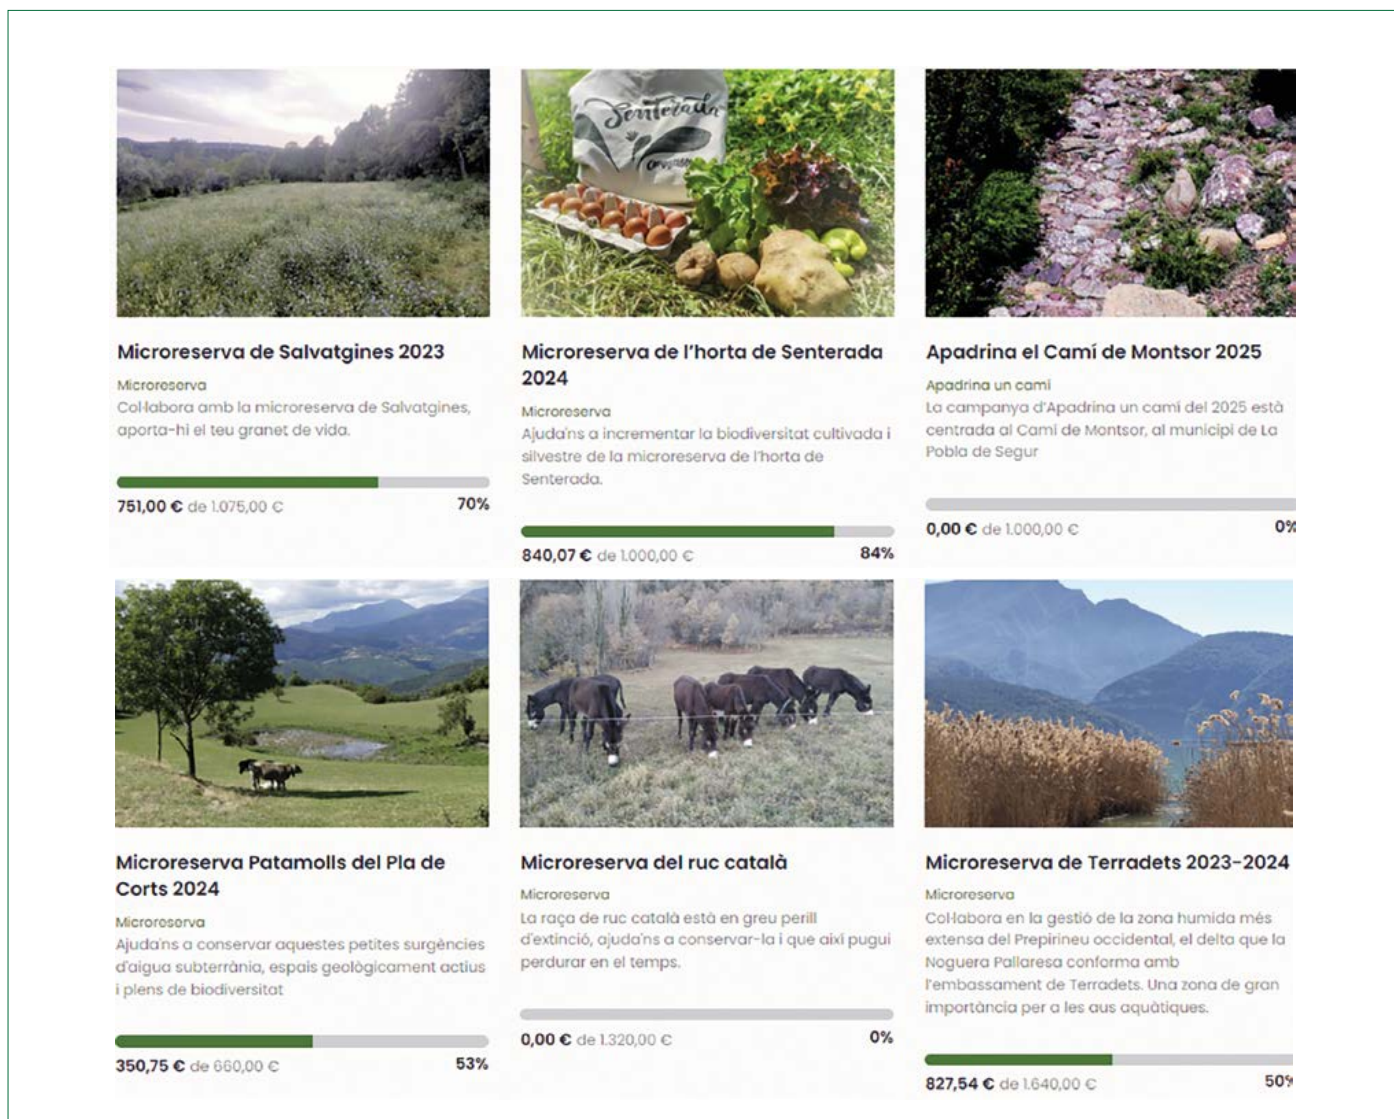 Senterada
Microreserva de Salvatgines 2023
Microreserva
Col·labora amb la microreserva de Salvatgines,
aporta-hi el teu granet de vida.
751,00 € de 1.075,00 €
70%
Microreserva de l'horta de Senterada
2024
Microreserva
Ajuda'ns a incrementar la biodiversitat cultivada i
silvestre de la microreserva de l'horta de
Senterada.
840,07 € de 1.000,00 €
84%
Apadrina el Camí de Montsor 2025
Apadrina un camí
La campanya d'Apadrina un camí del 2025 està
centrada al Camí de Montsor, al municipi de La
Pobla de Segur
0,00 € de 1.000,00 €
0%
Microreserva Patamolls del Pla de
Corts 2024
Microreserva
Ajuda'ns a conservar aquestes petites surgències
d'aigua subterrània, espais geològicament actius
i plens de biodiversitat
350,75 € de 660,00 €
53%
Microreserva del ruc català
Microreserva
La raça de ruc català està en greu perill
d'extinció, ajuda'ns a conservar-la i que així pugui
perdurar en el temps.
0,00 € de 1.320,00 €
0%
Microreserva de Terradets 2023-2024
Microreserva
Col·labora en la gestió de la zona humida més
extensa del Prepirineu occidental, el delta que la
Noguera Pallaresa conforma amb
l'embassament de Terradets. Una zona de gran
importància per a les aus aquàtiques.
827,54 € de 1.640,00 €
50%